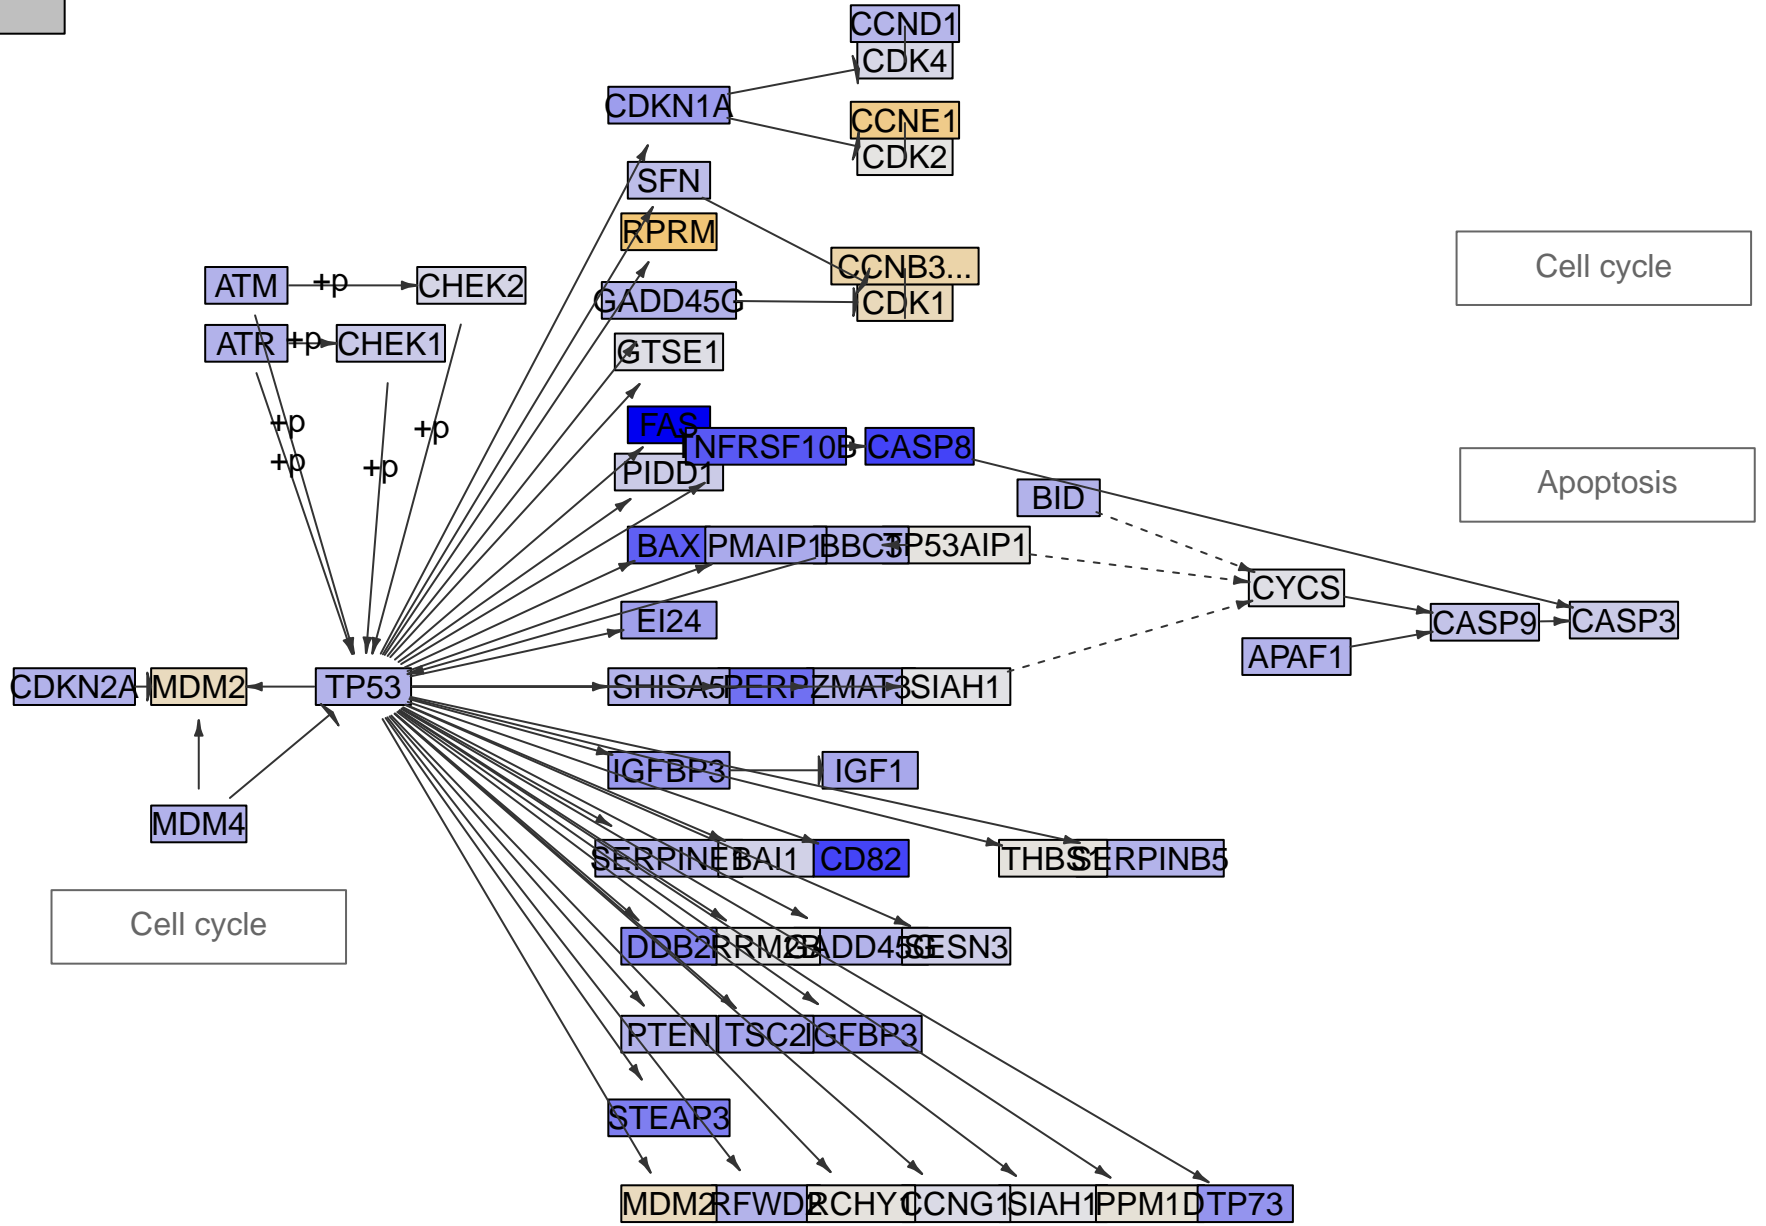 CCND1
CDK4
CDKN1A
CCNE1
CDK2
SFN
RPRM
CCNB3...
Cell cycle
ATM
+p
CHEK2
GADD45G
CDK1
ATR
+p
CHEK1
GTSE1
+p
+p
FAS
TNFRSF10B
CASP8
+p
+p
PIDD1
Apoptosis
BID
BAX
PMAIP1
BBC3
TP53AIP1
CYCS
EI24
CASP9
CASP3
APAF1
CDKN2A
MDM2
TP53
SHISA5
PERP
ZMAT3
SIAH1
IGFBP3
IGF1
MDM4
SERPINE1
BAI1
CD82
THBS1
SERPINB5
Cell cycle
DDB2
RRM2B
GADD45G
SESN3
PTEN
TSC2
IGFBP3
STEAP3
MDM2
RFWD2
RCHY1
CCNG1
SIAH1
PPM1D
TP73